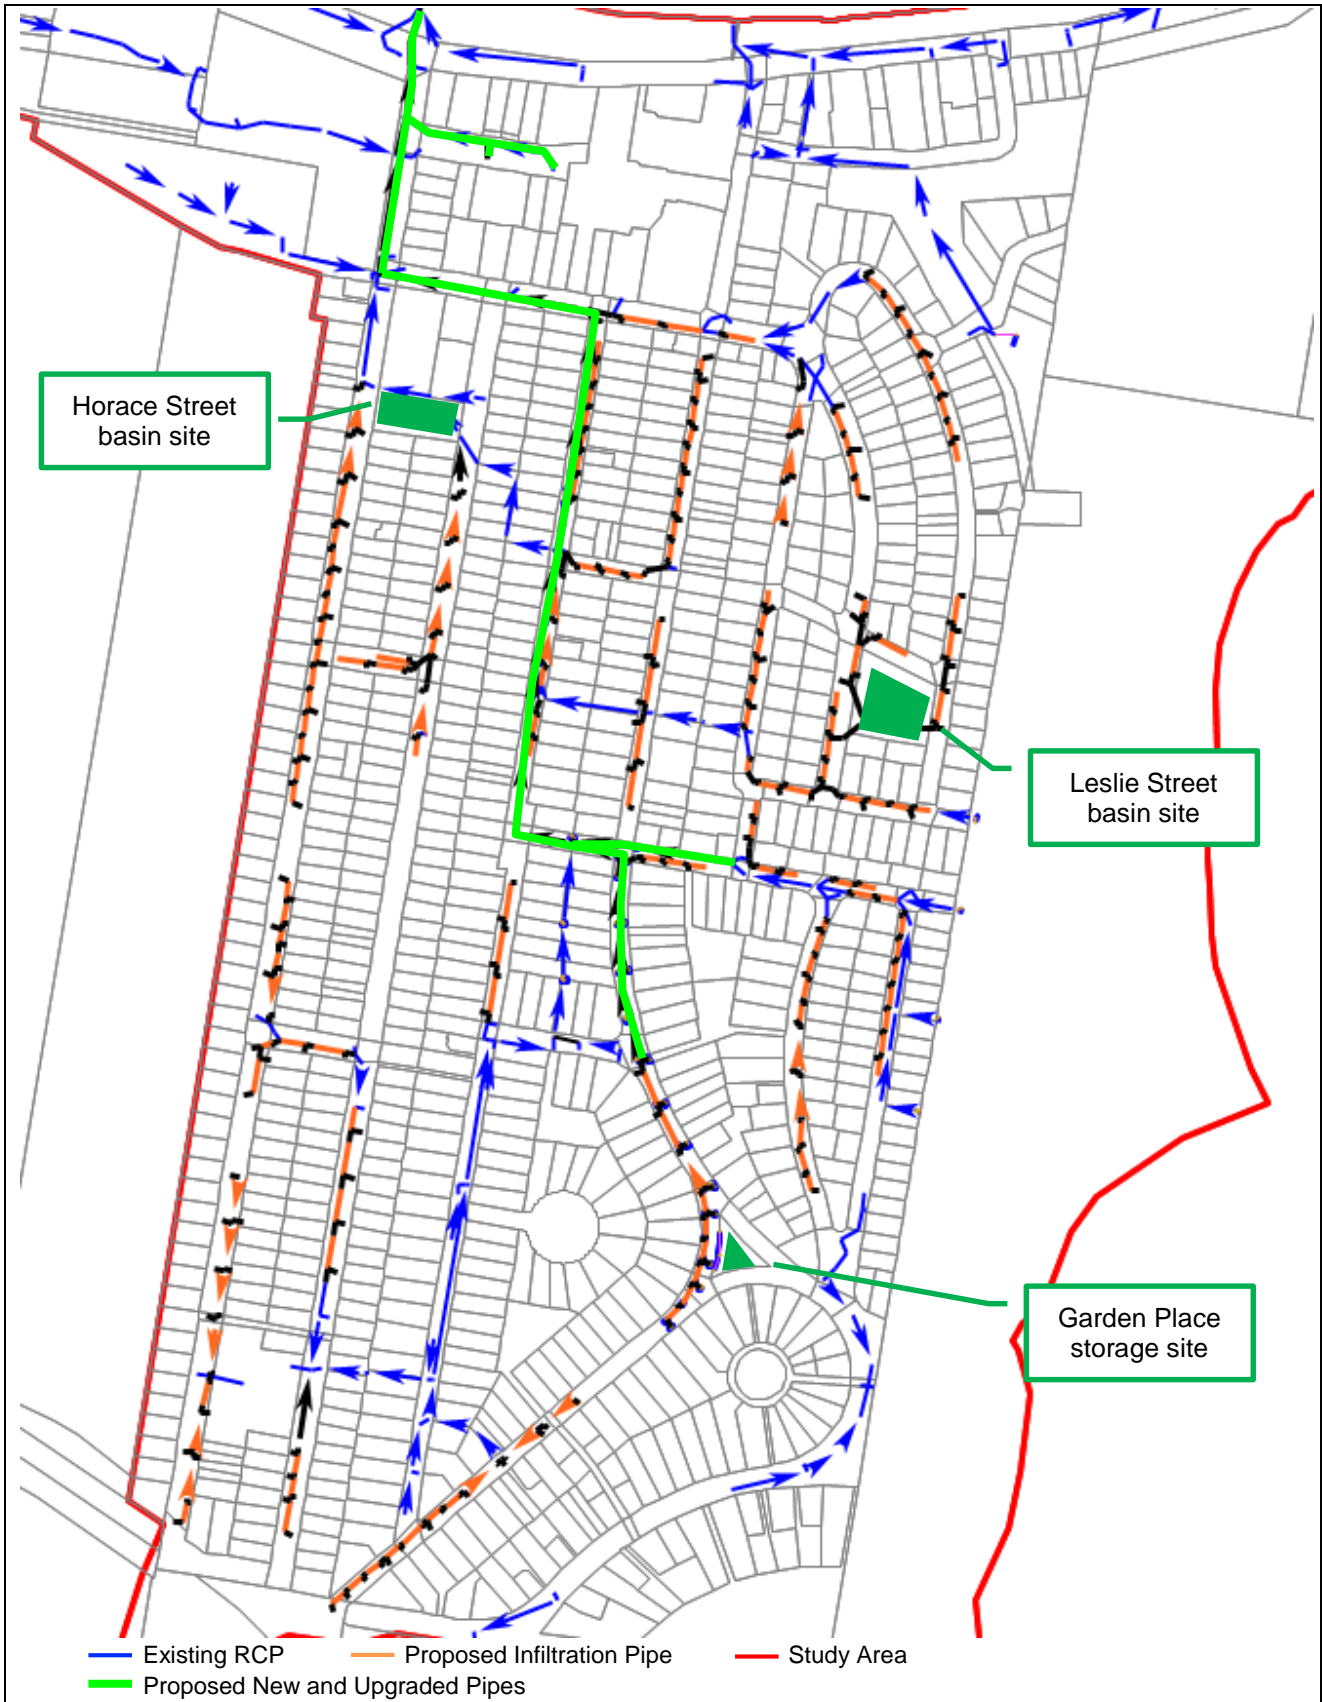 Horace Street
basin site
Leslie Street
basin site
Garden Place
storage site
Existing RCP
Proposed Infiltration Pipe
Study Area
Proposed New and Upgraded Pipes